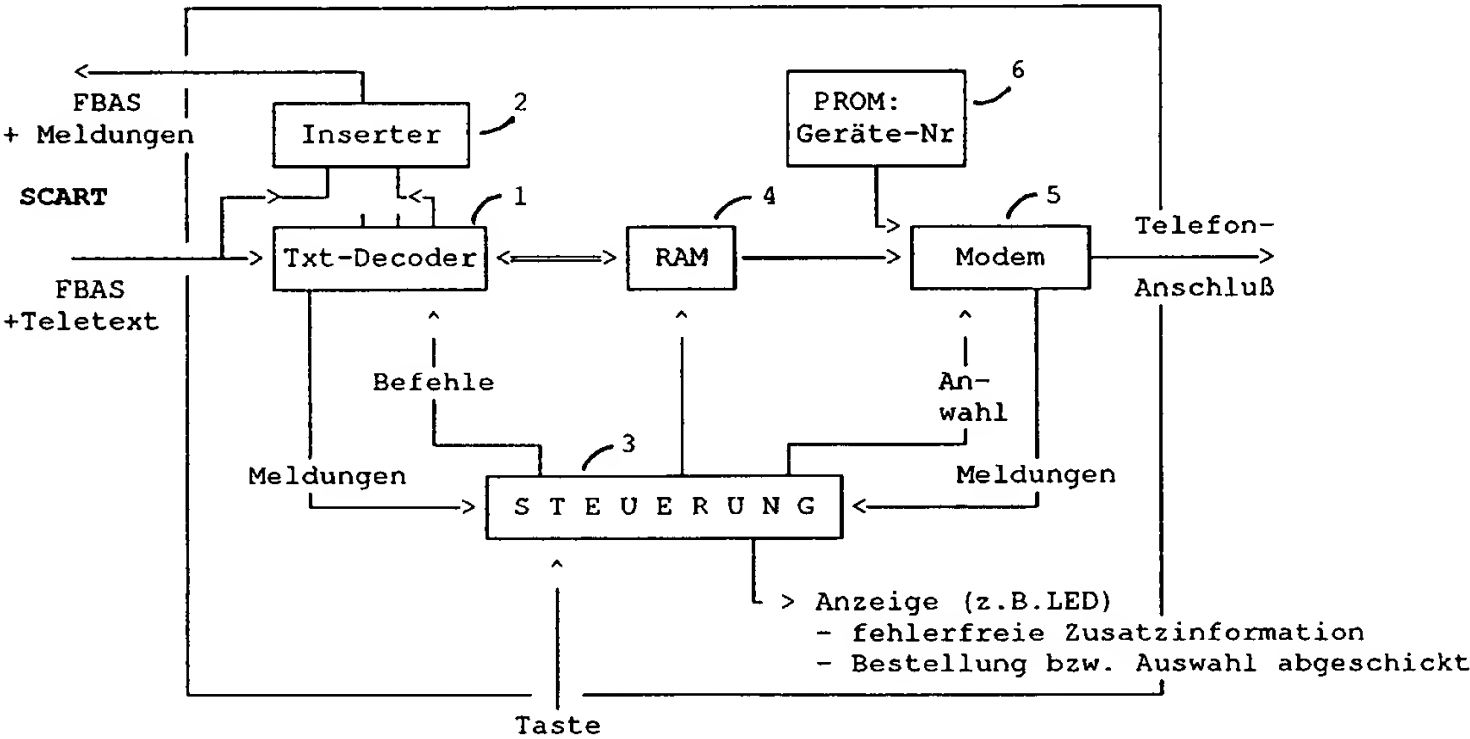 6
FBAS
+ Meldungen
2
Inserter
PROM:
Geräte-Nr
SCART
1
4
5
Txt-Decoder
RAM
Modem
Telefon-
Anschluß
FBAS
+Teletext
Befehle
An-
wahl
3
Meldungen
Meldungen
S T E U E R U N G
Anzeige (z.B.LED)
- fehlerfreie Zusatzinformation
- Bestellung bzw. Auswahl abgeschickt
Taste